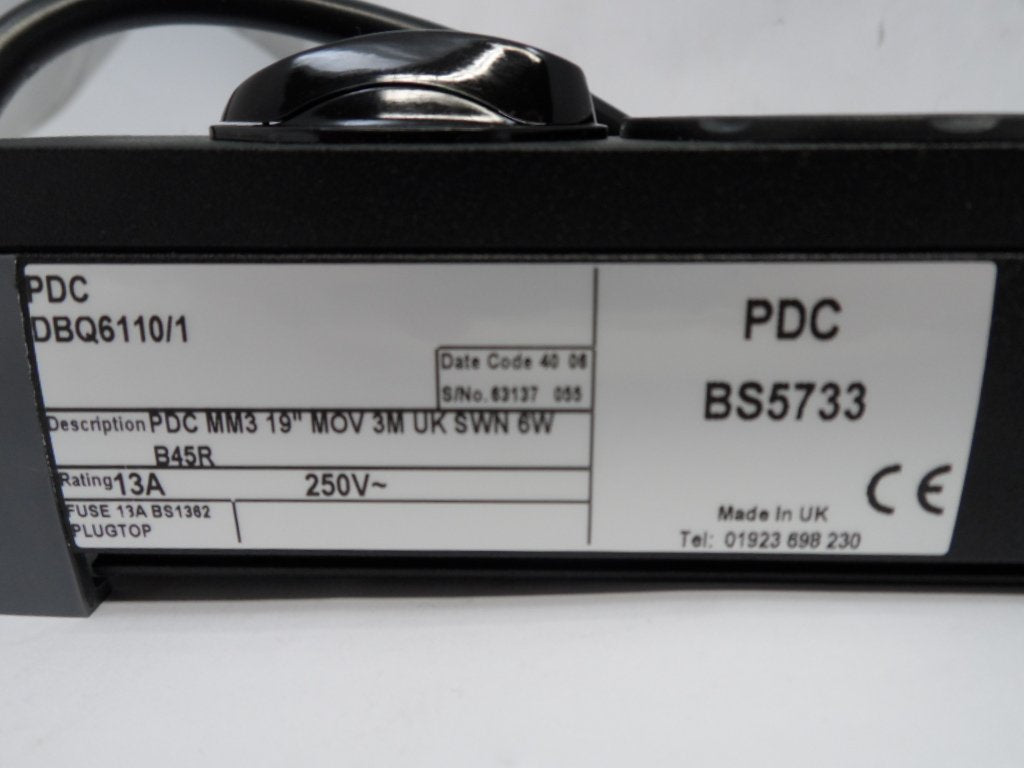 PDC
DBQ6110/1
Date Code 40 06
S/No. 63137 055
Description PDC MM3 19" MOV 3M UK SWN 6W
B45R
Rating 13A 250V~
FUSE 13A BS1362
PLUGTOP
PDC
BS5733
CE
Made In UK
Tel: 01923 698 230